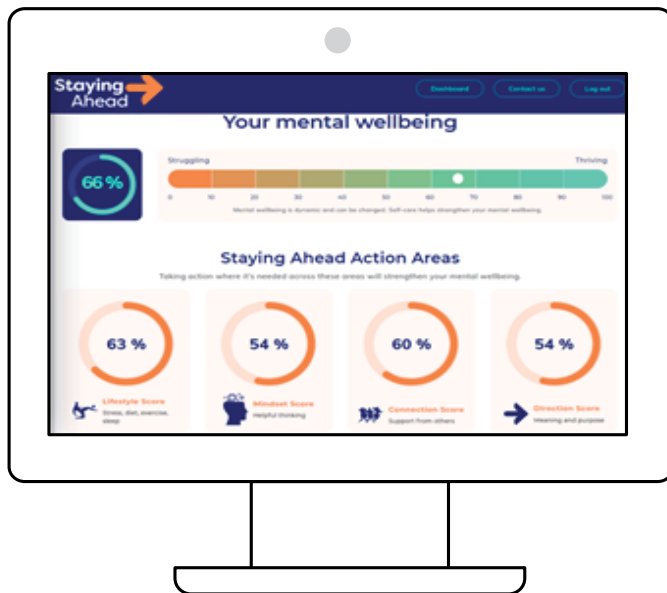 Staying
Ahead
Dashboard
Contact us
Log out
Your mental wellbeing
66 %
Struggling
Thriving
0 10 20 30 40 50 60 70 80 90 100
Mental wellbeing is dynamic and can be changed. Self-care helps strengthen your mental wellbeing.
Staying Ahead Action Areas
Taking action where it's needed across these areas will strengthen your mental wellbeing.
63 %
Lifestyle Score
Stress, diet, exercise,
sleep
54 %
Mindset Score
Helpful thinking
60 %
Connection Score
Support from others
54 %
Direction Score
Meaning and purpose